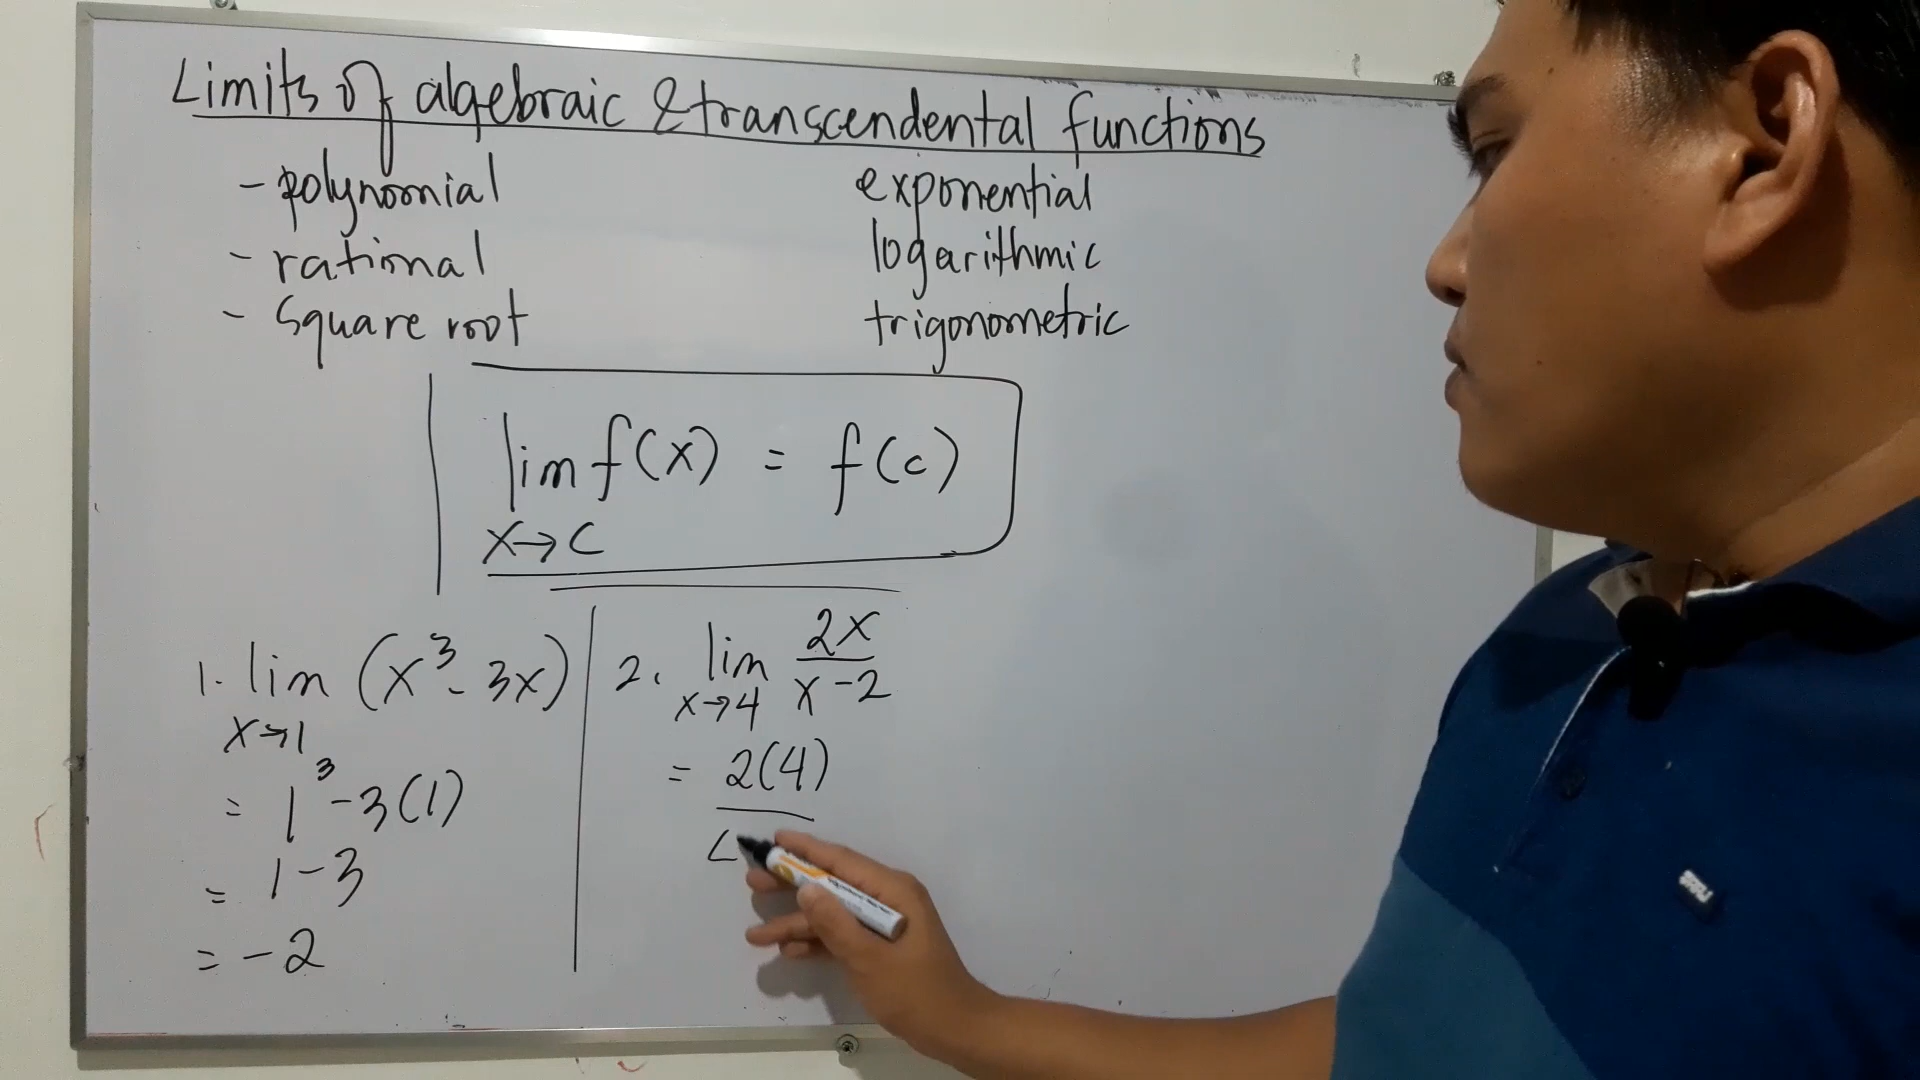 Limits of algebraic & transcendental functions
- polynomial
- rational
- Square root
exponential
logarithmic
trigonometric
lim f(x) = f(c)
x→c
1. lim (x³ - 3x)
x→1
= 1³ - 3(1)
= 1 - 3
= -2
2. lim 2x / x-2
x→4
= 2(4)